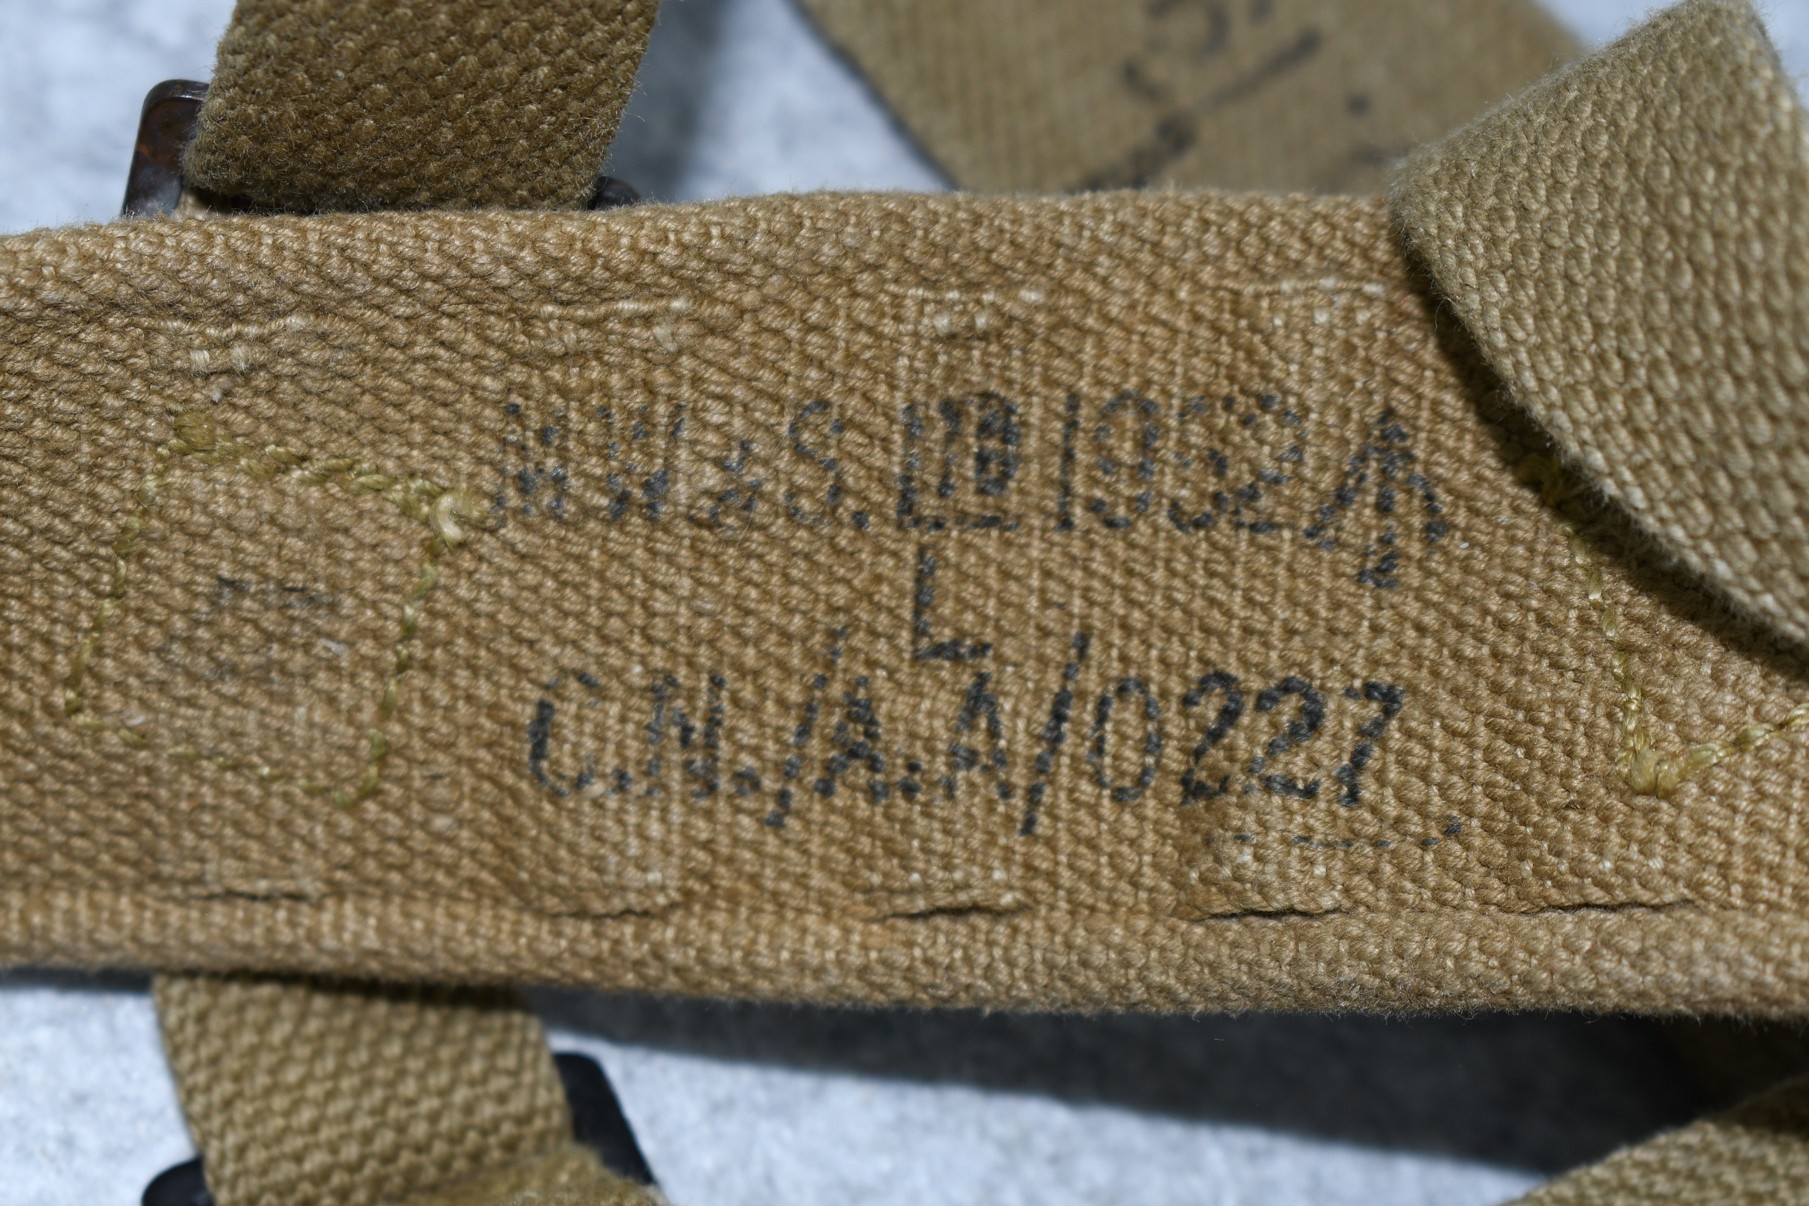 M.W.& S. LTD 1952 ↑
L
C.N./A.A/0227